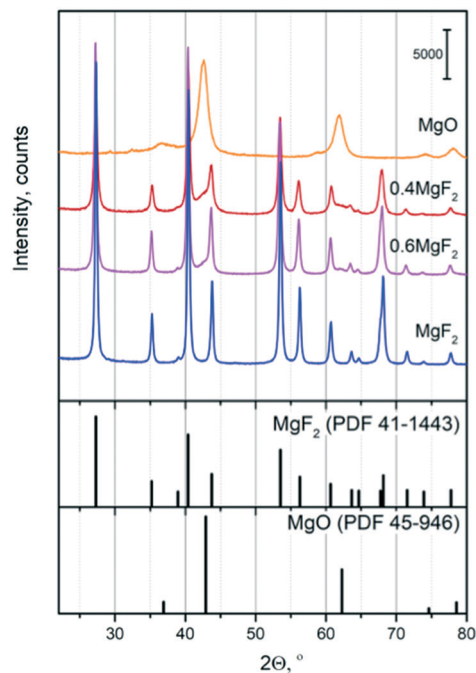 Intensity, counts
5000
MgO
0.4MgF₂
0.6MgF₂
MgF₂
MgF₂ (PDF 41-1443)
MgO (PDF 45-946)
30 40 50 60 70 80
2Θ, °